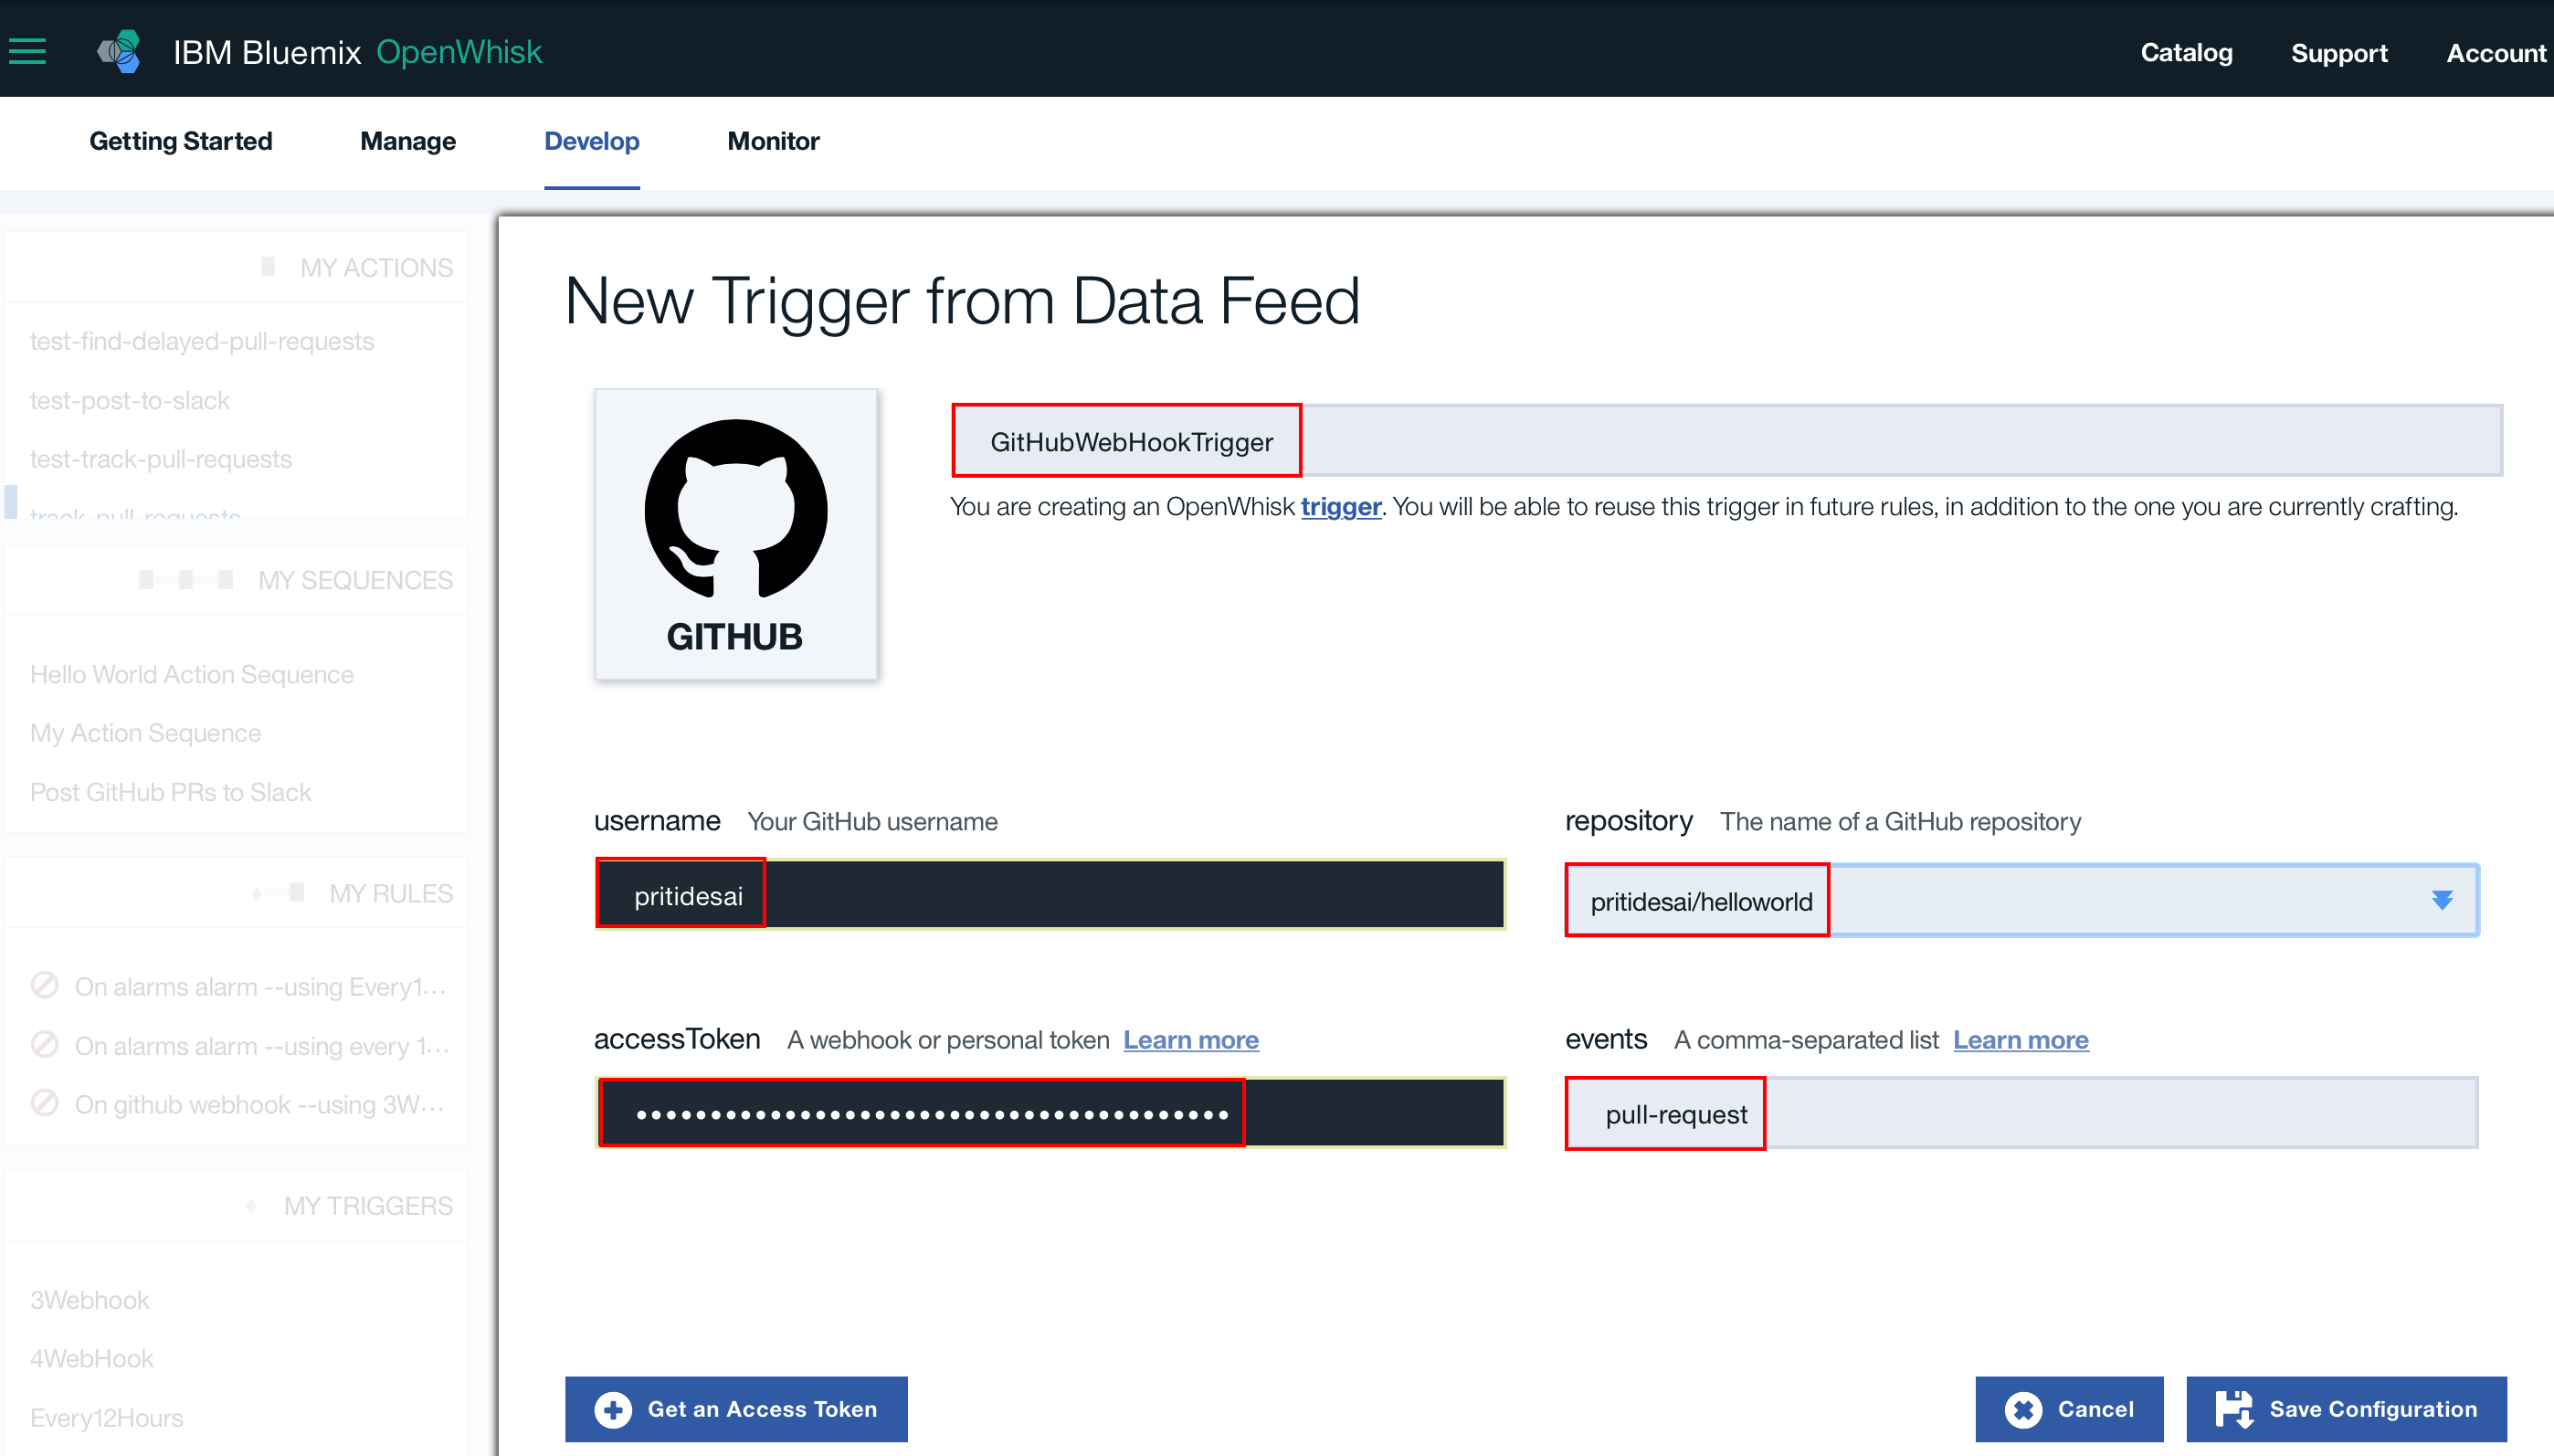 IBM Bluemix OpenWhisk
Catalog Support Account
Getting Started Manage Develop Monitor
MY ACTIONS
test-find-delayed-pull-requests
test-post-to-slack
test-track-pull-requests
track-pull-requests
MY SEQUENCES
Hello World Action Sequence
My Action Sequence
Post GitHub PRs to Slack
MY RULES
On alarms alarm --using Every1...
On alarms alarm --using every 1...
On github webhook --using 3W...
MY TRIGGERS
3Webhook
4WebHook
Every12Hours
New Trigger from Data Feed
GITHUB
GitHubWebHookTrigger
You are creating an OpenWhisk trigger. You will be able to reuse this trigger in future rules, in addition to the one you are currently crafting.
username Your GitHub username
pritidesai
repository The name of a GitHub repository
pritidesai/helloworld
accessToken A webhook or personal token Learn more
events A comma-separated list Learn more
pull-request
Get an Access Token
Cancel
Save Configuration